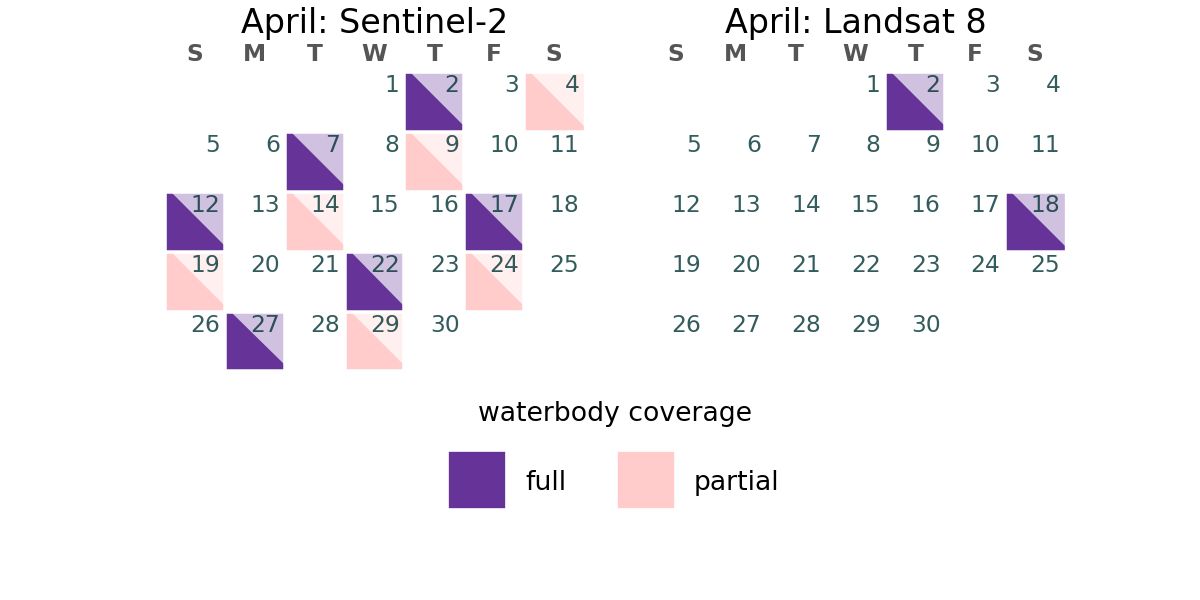 April: Sentinel-2
S M T W T F S
1 2 3 4
5 6 7 8 9 10 11
12 13 14 15 16 17 18
19 20 21 22 23 24 25
26 27 28 29 30
April: Landsat 8
S M T W T F S
1 2 3 4
5 6 7 8 9 10 11
12 13 14 15 16 17 18
19 20 21 22 23 24 25
26 27 28 29 30
waterbody coverage
full
partial